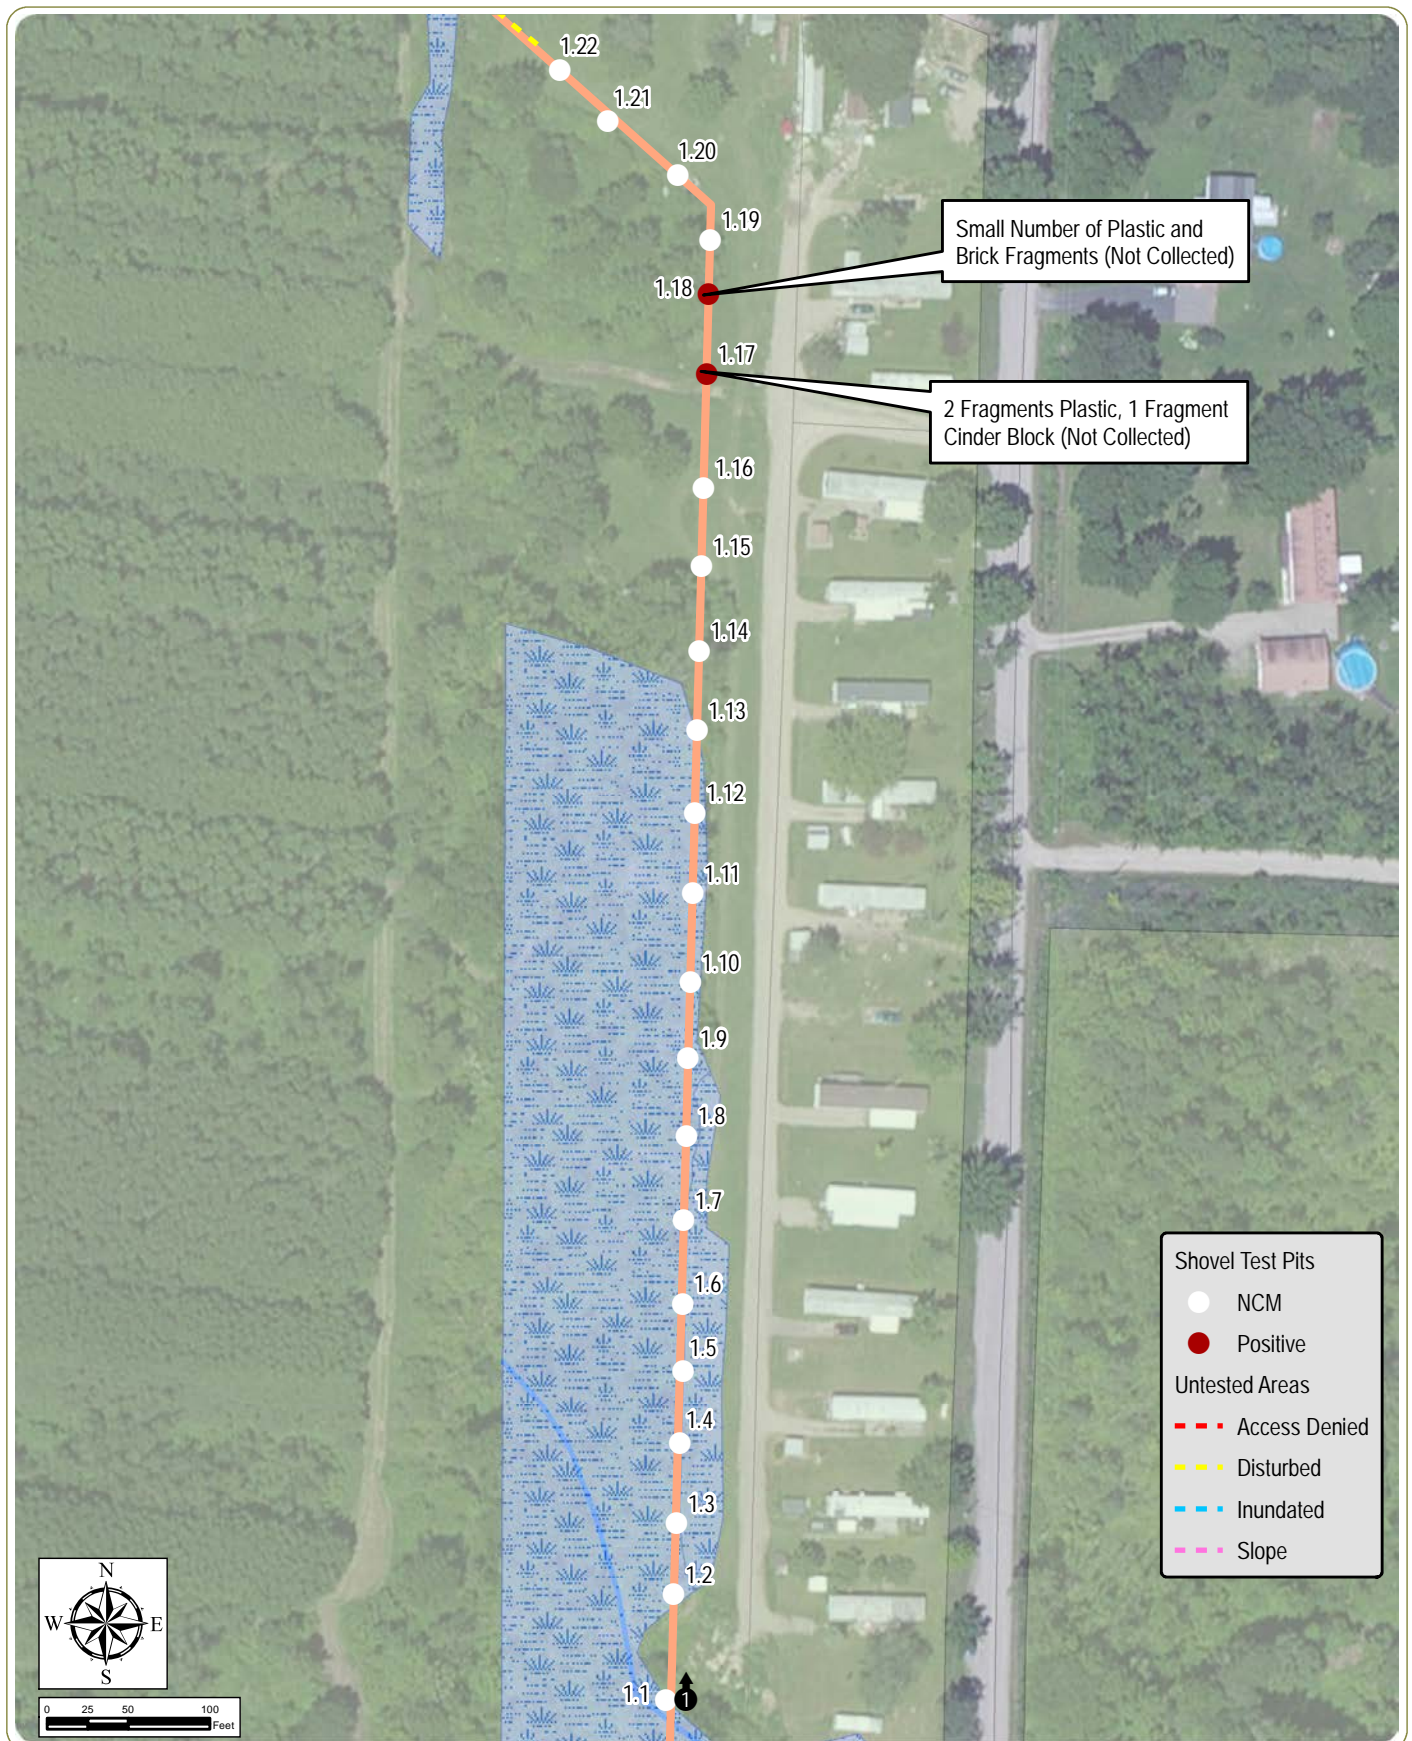 1.22
1.21
1.20
1.19
Small Number of Plastic and
Brick Fragments (Not Collected)
1.18
1.17
2 Fragments Plastic, 1 Fragment
Cinder Block (Not Collected)
1.16
1.15
1.14
1.13
1.12
1.11
1.10
1.9
1.8
1.7
1.6
1.5
1.4
1.3
1.2
1.1
1
Shovel Test Pits
NCM
Positive
Untested Areas
Access Denied
Disturbed
Inundated
Slope
N
W E
S
0 25 50 100
Feet